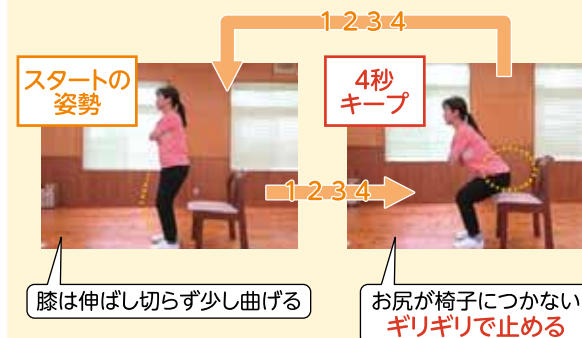 1 2 3 4
スタートの
姿勢
4秒
キープ
1 2 3 4
膝は伸ばし切らず少し曲げる
お尻が椅子につかない
ギリギリで止める